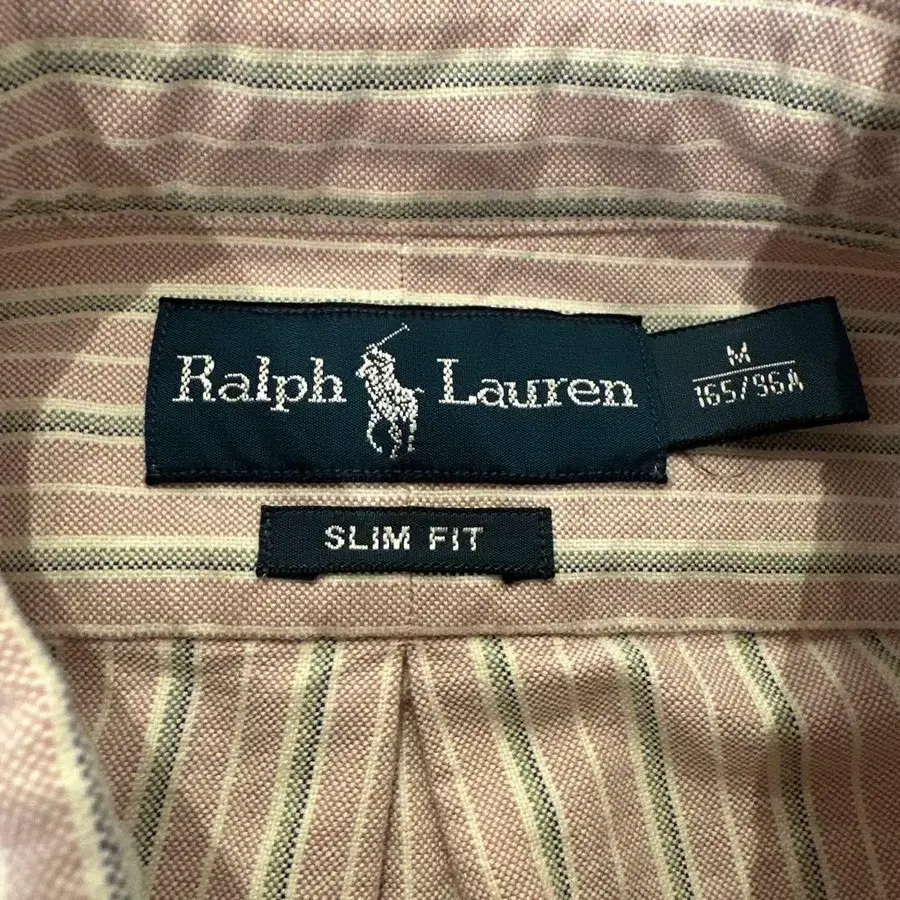 Ralph Lauren
M
165/96A
SLIM FIT